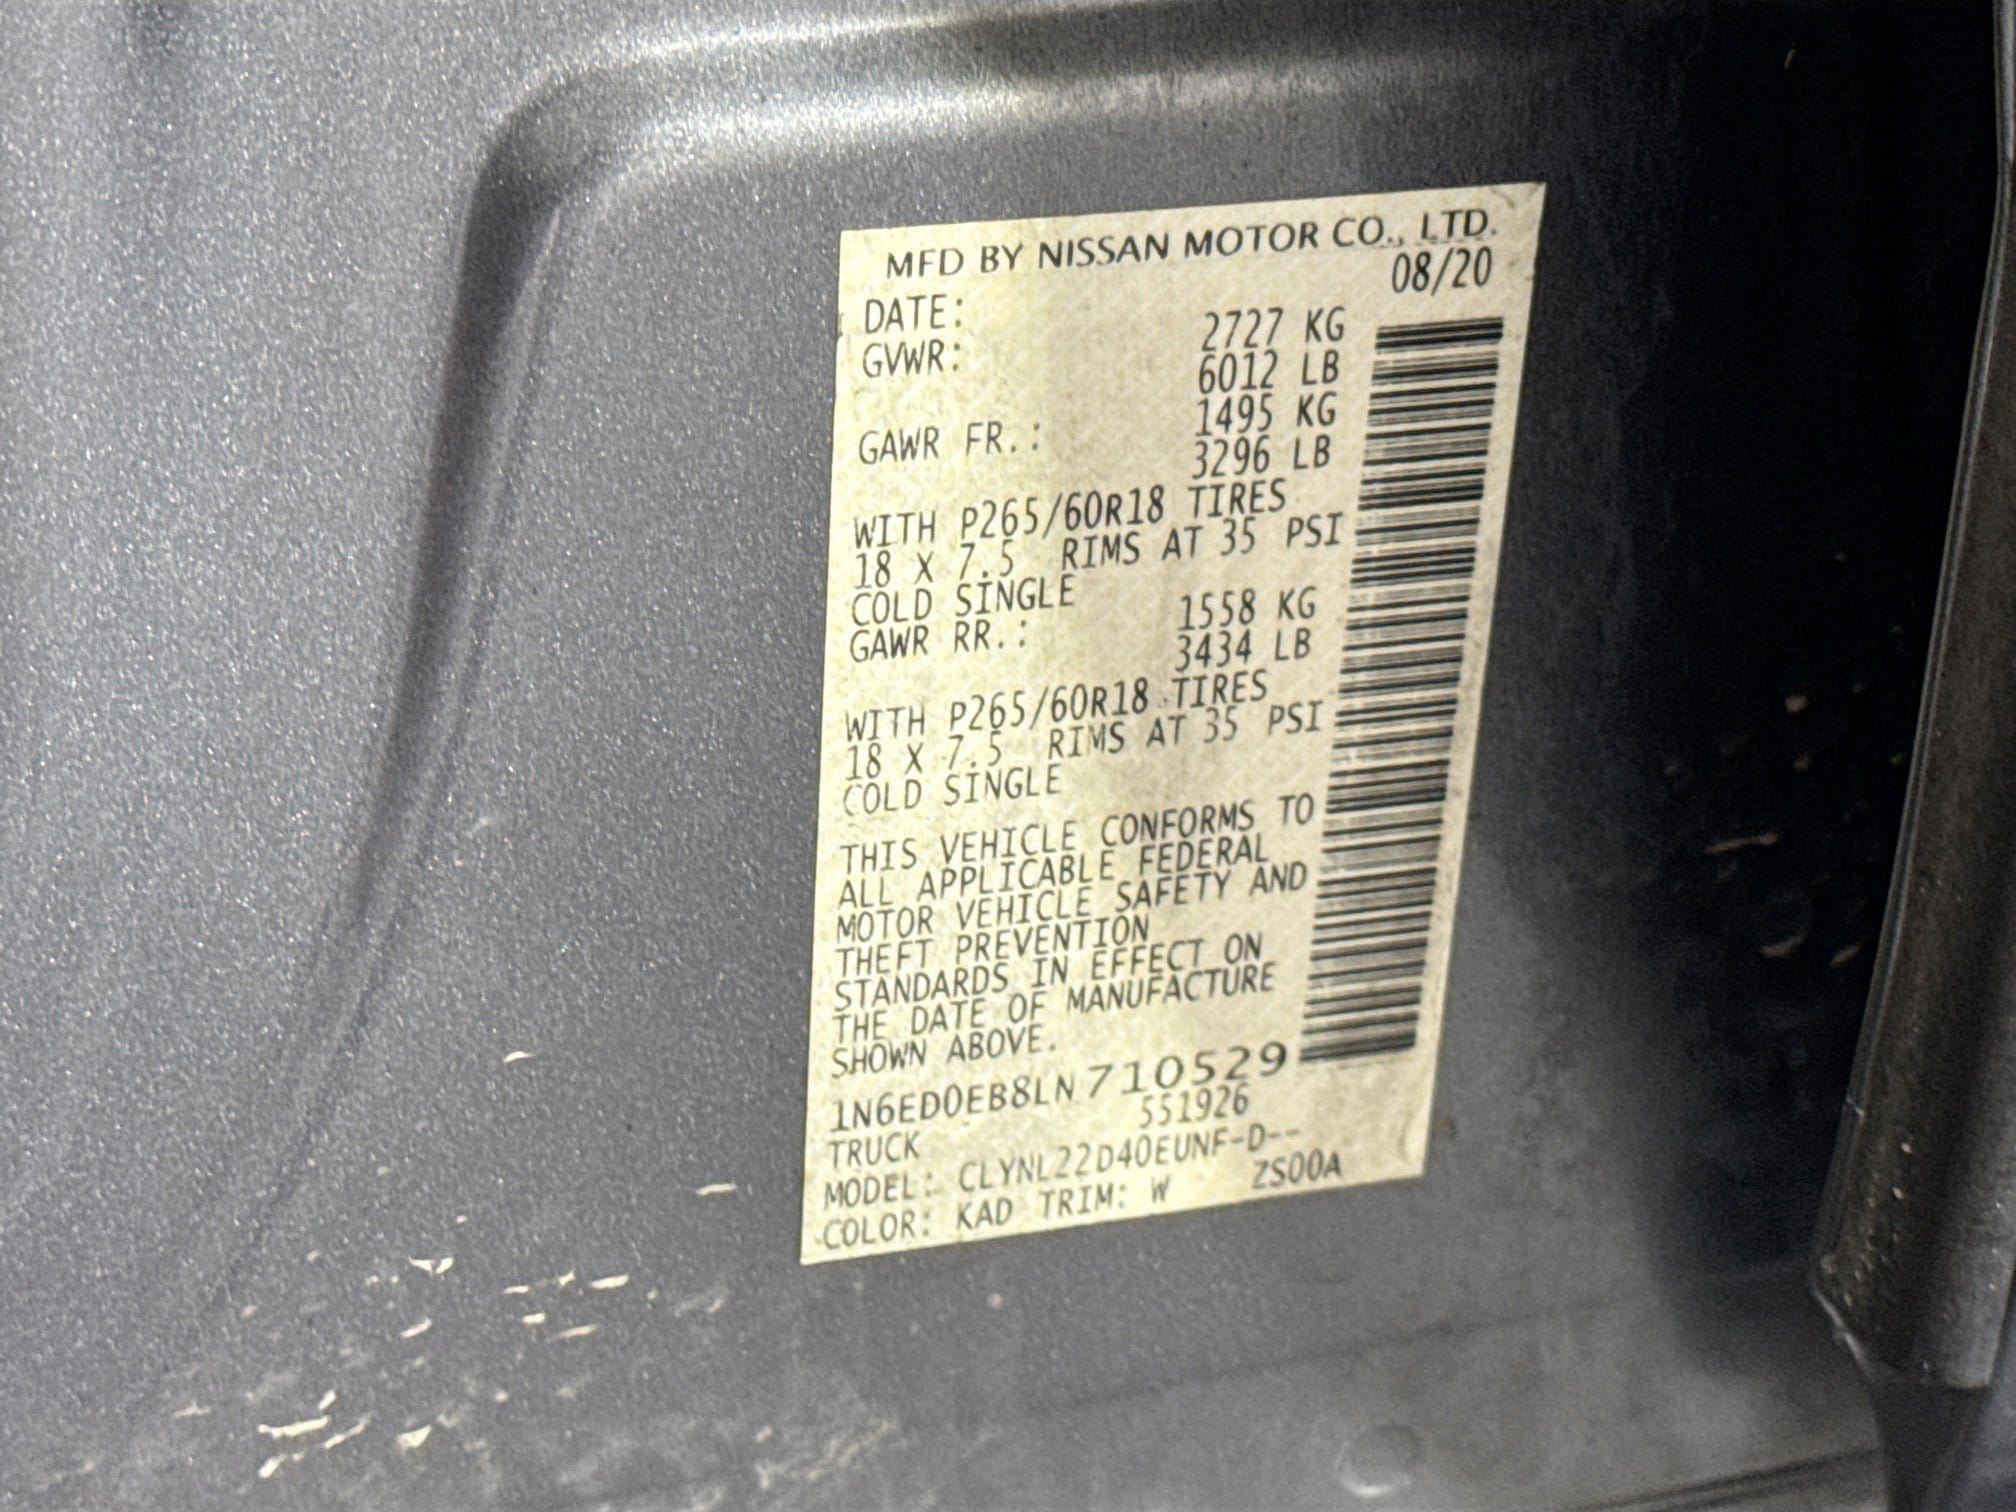 MFD BY NISSAN MOTOR CO., LTD.
DATE: 08/20
GVWR: 2727 KG
6012 LB
GAWR FR.: 1495 KG
3296 LB
WITH P265/60R18 TIRES
18 X 7.5 RIMS AT 35 PSI
COLD SINGLE
GAWR RR.: 1558 KG
3434 LB
WITH P265/60R18 TIRES
18 X 7.5 RIMS AT 35 PSI
COLD SINGLE
THIS VEHICLE CONFORMS TO
ALL APPLICABLE FEDERAL
MOTOR VEHICLE SAFETY AND
THEFT PREVENTION
STANDARDS IN EFFECT ON
THE DATE OF MANUFACTURE
SHOWN ABOVE.
1N6ED0EB8LN710529
TRUCK 551926
MODEL: CLYNL22D40EUNF-D--
COLOR: KAD TRIM: W ZS00A